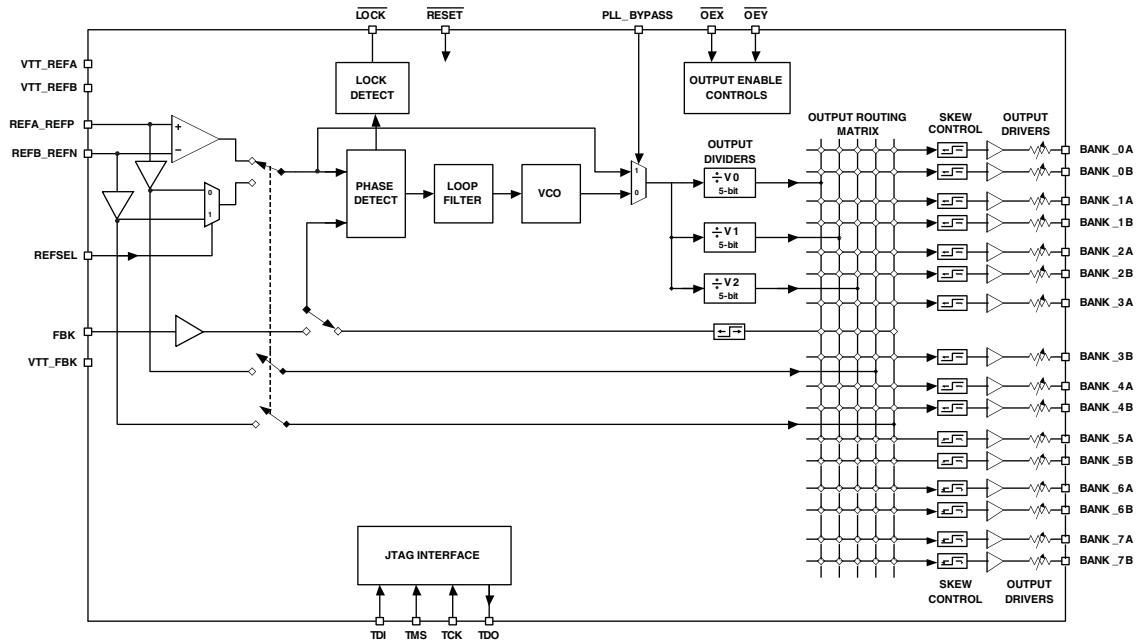 LOCK
RESET
PLL_BYPASS
OEX
OEY
VTT_REFA
VTT_REFB
REFA_REFP
REFB_REFN
REFSEL
FBK
VTT_FBK
+
–
0
1
LOCK
DETECT
PHASE
DETECT
LOOP
FILTER
VCO
1
0
OUTPUT ENABLE
CONTROLS
OUTPUT
DIVIDERS
÷ V0
5-bit
÷ V1
5-bit
÷ V2
5-bit
OUTPUT ROUTING
MATRIX
SKEW
CONTROL
OUTPUT
DRIVERS
BANK_0A
BANK_0B
BANK_1A
BANK_1B
BANK_2A
BANK_2B
BANK_3A
BANK_3B
BANK_4A
BANK_4B
BANK_5A
BANK_5B
BANK_6A
BANK_6B
BANK_7A
BANK_7B
SKEW
CONTROL
OUTPUT
DRIVERS
JTAG INTERFACE
TDI
TMS
TCK
TDO